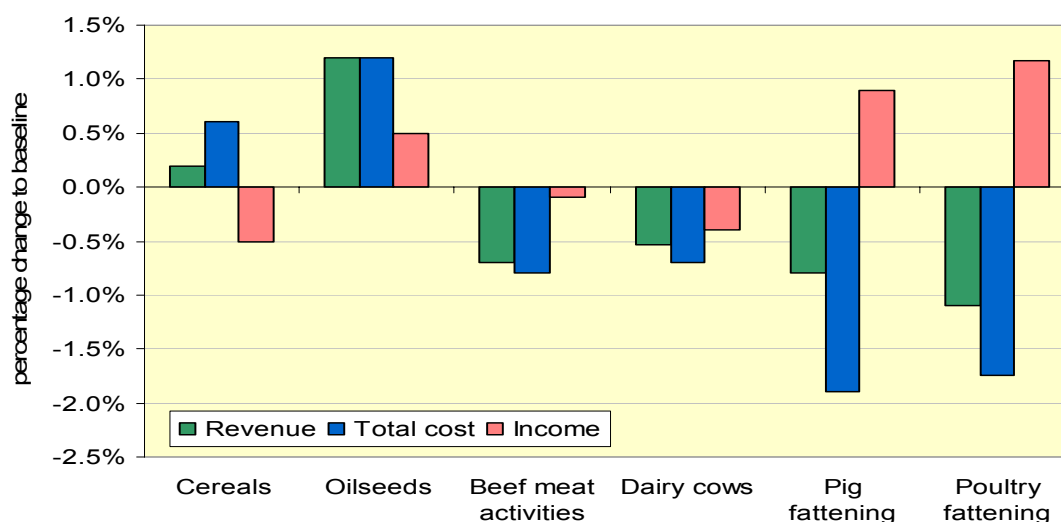 percentage change to baseline
1.5%
1.0%
0.5%
0.0%
-0.5%
-1.0%
-1.5%
-2.0%
-2.5%
Revenue Total cost Income
Cereals Oilseeds Beef meat Dairy cows Pig Poultry
activities fattening fattening